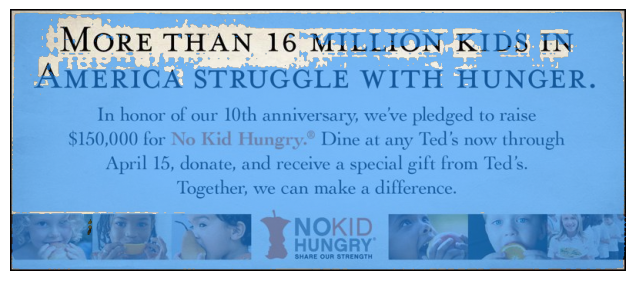 MORE THAN 16 MILLION KIDS IN
AMERICA STRUGGLE WITH HUNGER.
In honor of our 10th anniversary, we've pledged to raise
$150,000 for No Kid Hungry.® Dine at any Ted's now through
April 15, donate, and receive a special gift from Ted's.
Together, we can make a difference.
NOKID
HUNGRY
SHARE OUR STRENGTH